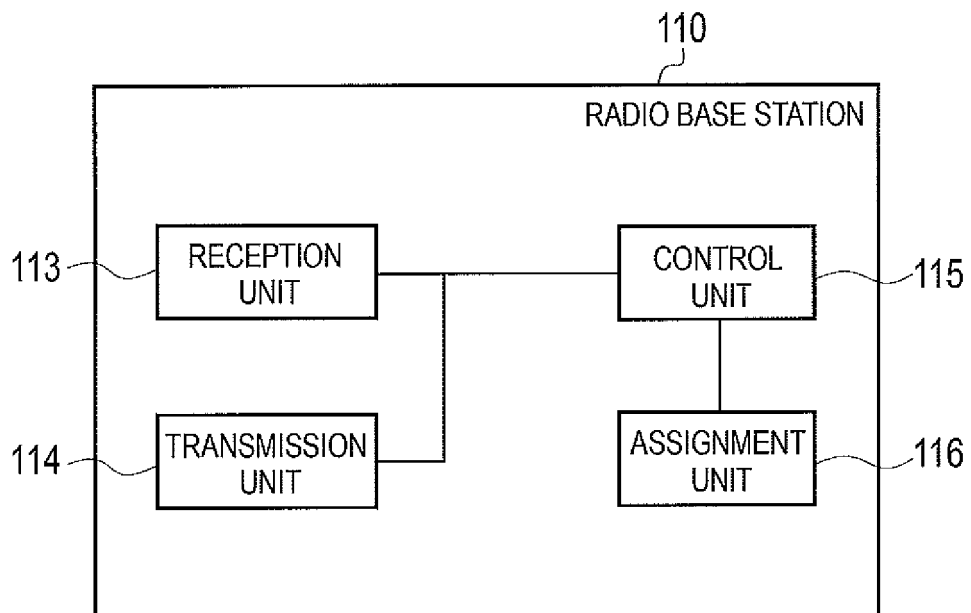 110
RADIO BASE STATION
113
RECEPTION
UNIT
CONTROL
UNIT
115
114
TRANSMISSION
UNIT
ASSIGNMENT
UNIT
116